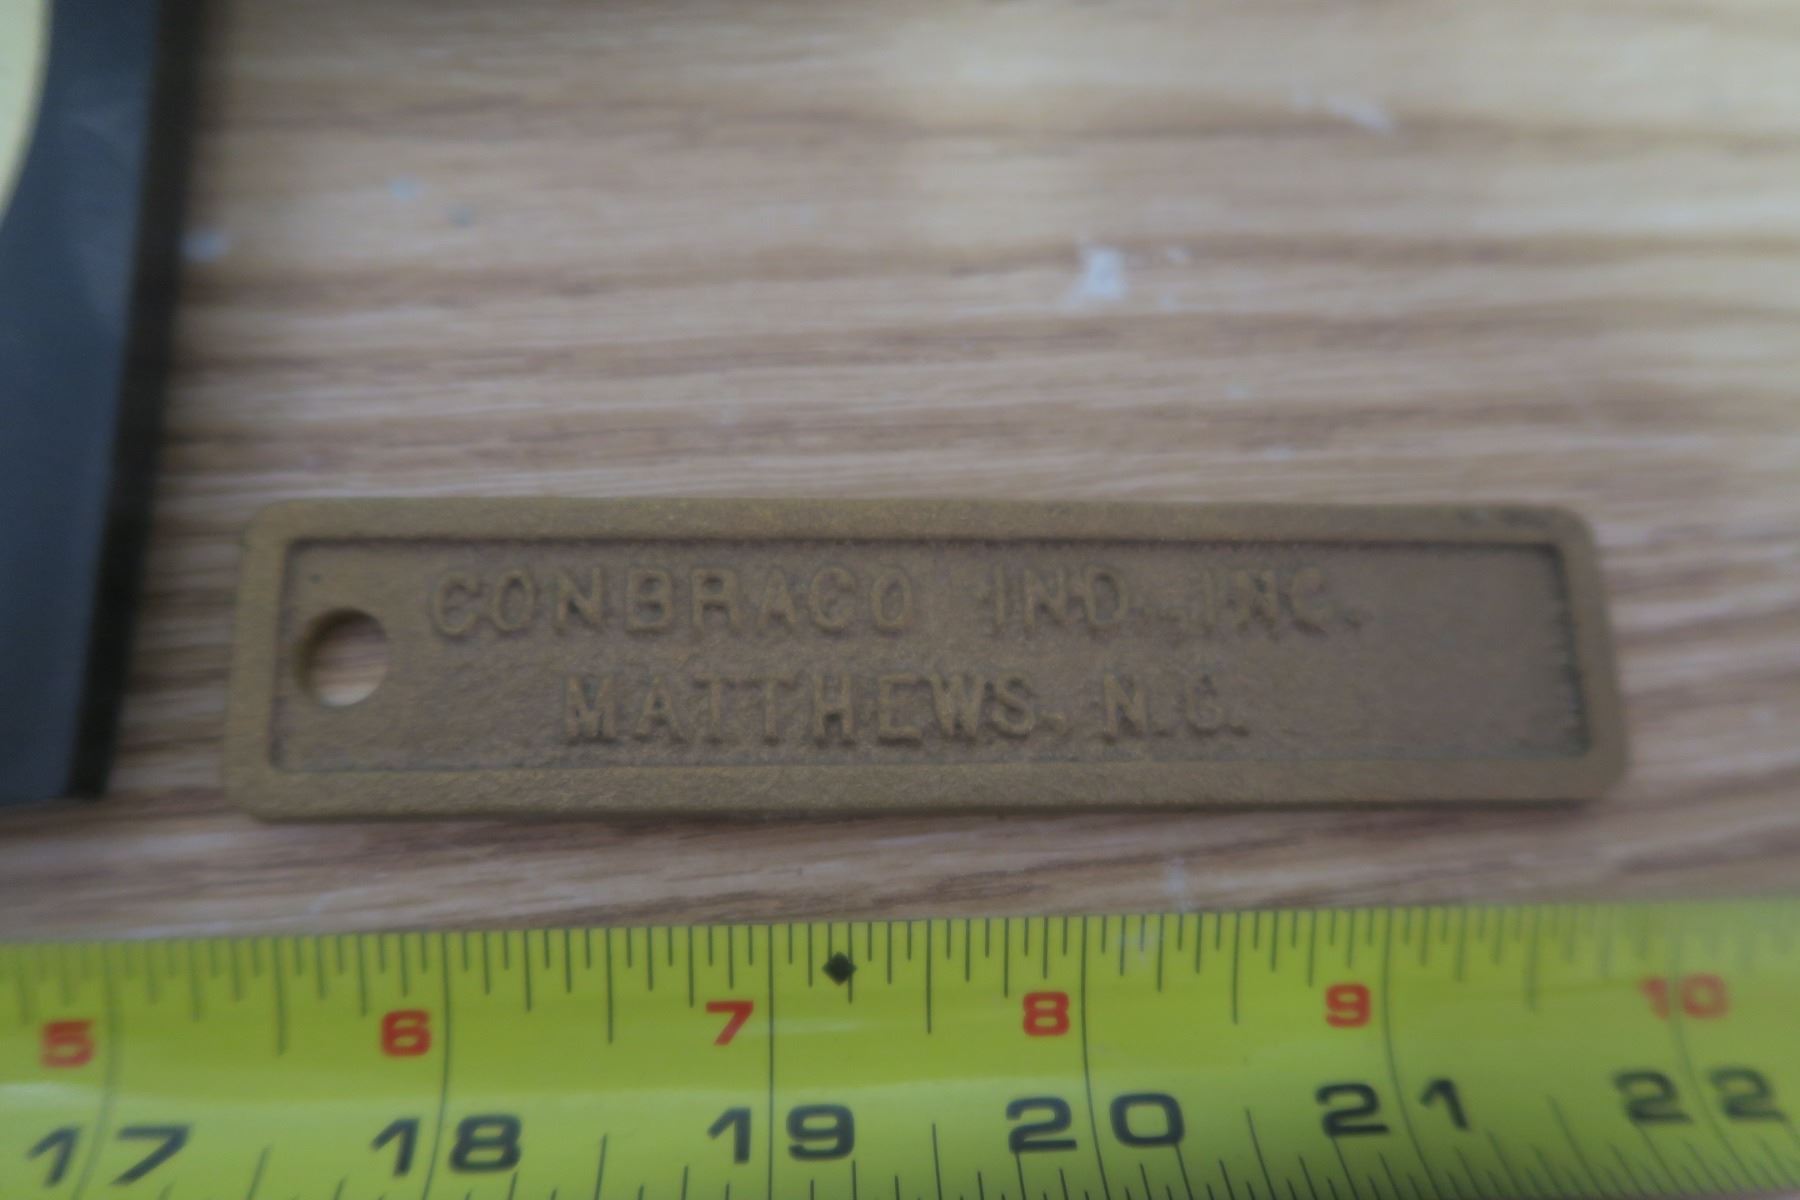 CONBRACO IND. INC.
MATTHEWS, N.C.
5 6 7 8 9 10
17 18 19 20 21 22